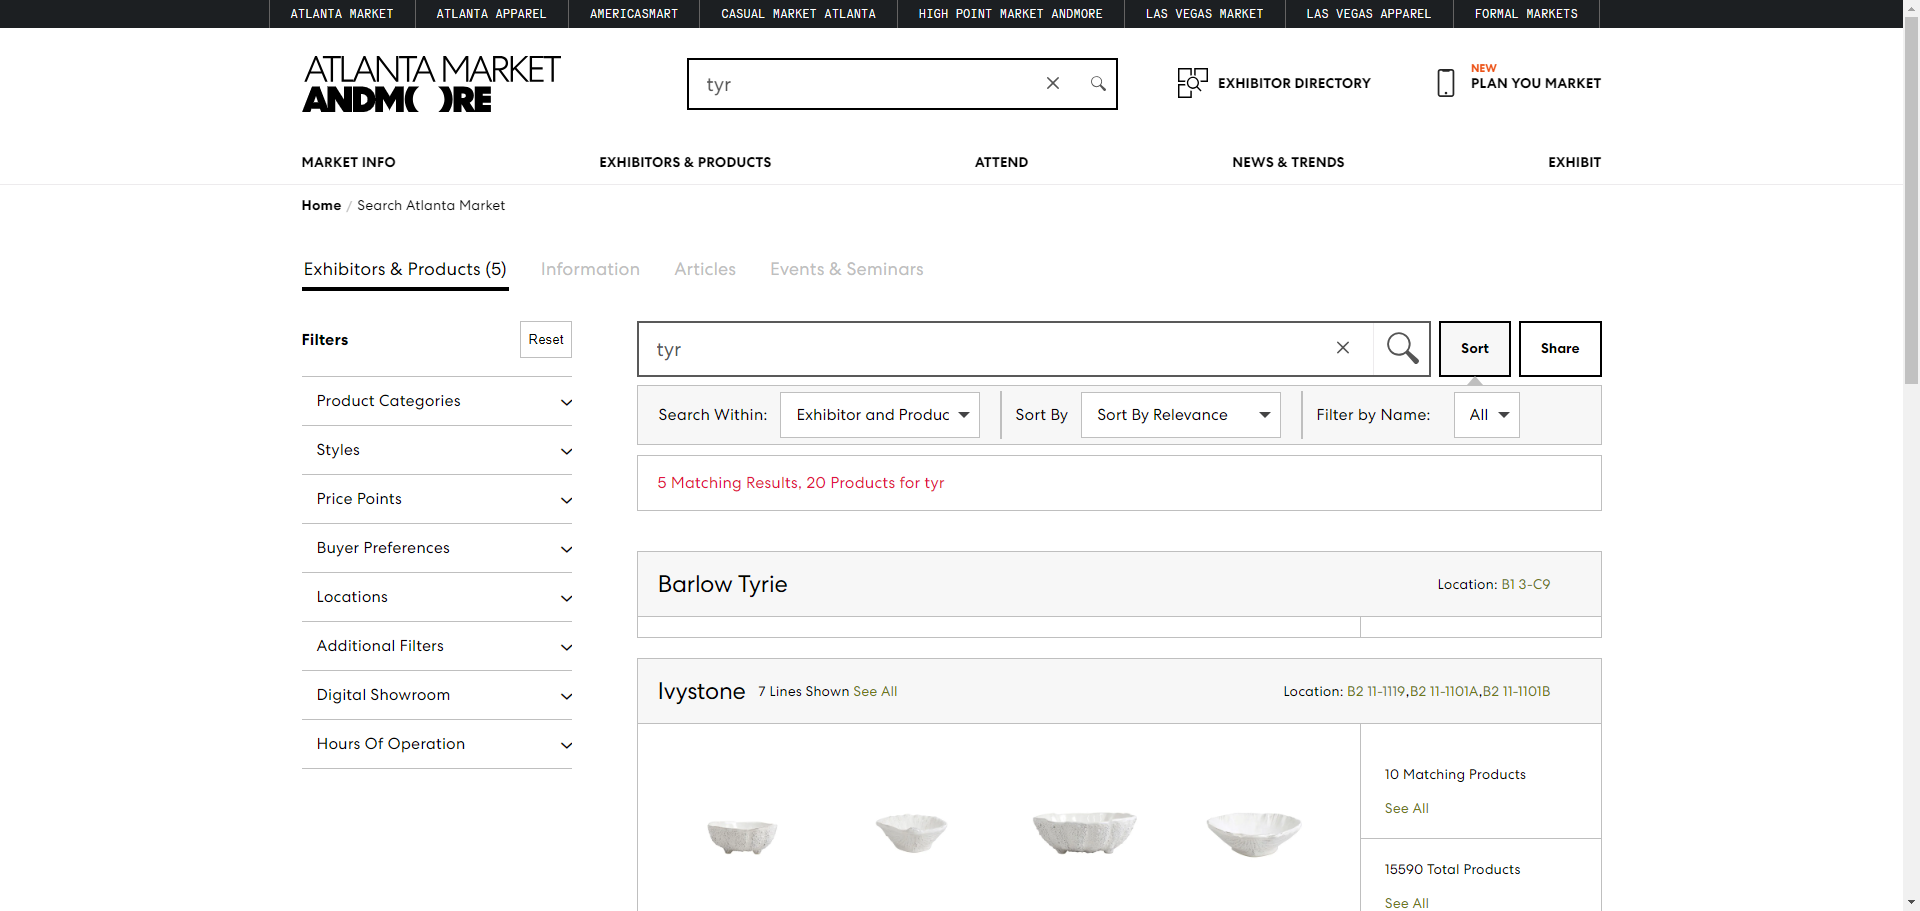 ATLANTA MARKET ATLANTA APPAREL AMERICASMART CASUAL MARKET ATLANTA HIGH POINT MARKET ANDMORE LAS VEGAS MARKET LAS VEGAS APPAREL FORMAL MARKETS
ATLANTA MARKET
ANDMORE
tyr
EXHIBITOR DIRECTORY
NEW
PLAN YOU MARKET
MARKET INFO EXHIBITORS & PRODUCTS ATTEND NEWS & TRENDS EXHIBIT
Home / Search Atlanta Market
Exhibitors & Products (5) Information Articles Events & Seminars
Filters Reset
Product Categories
Styles
Price Points
Buyer Preferences
Locations
Additional Filters
Digital Showroom
Hours Of Operation
tyr Sort Share
Search Within: Exhibitor and Produc Sort By Sort By Relevance Filter by Name: All
5 Matching Results, 20 Products for tyr
Barlow Tyrie Location: B1 3-C9
Ivystone 7 Lines Shown See All Location: B2 11-1119,B2 11-1101A,B2 11-1101B
10 Matching Products
See All
15590 Total Products
See All